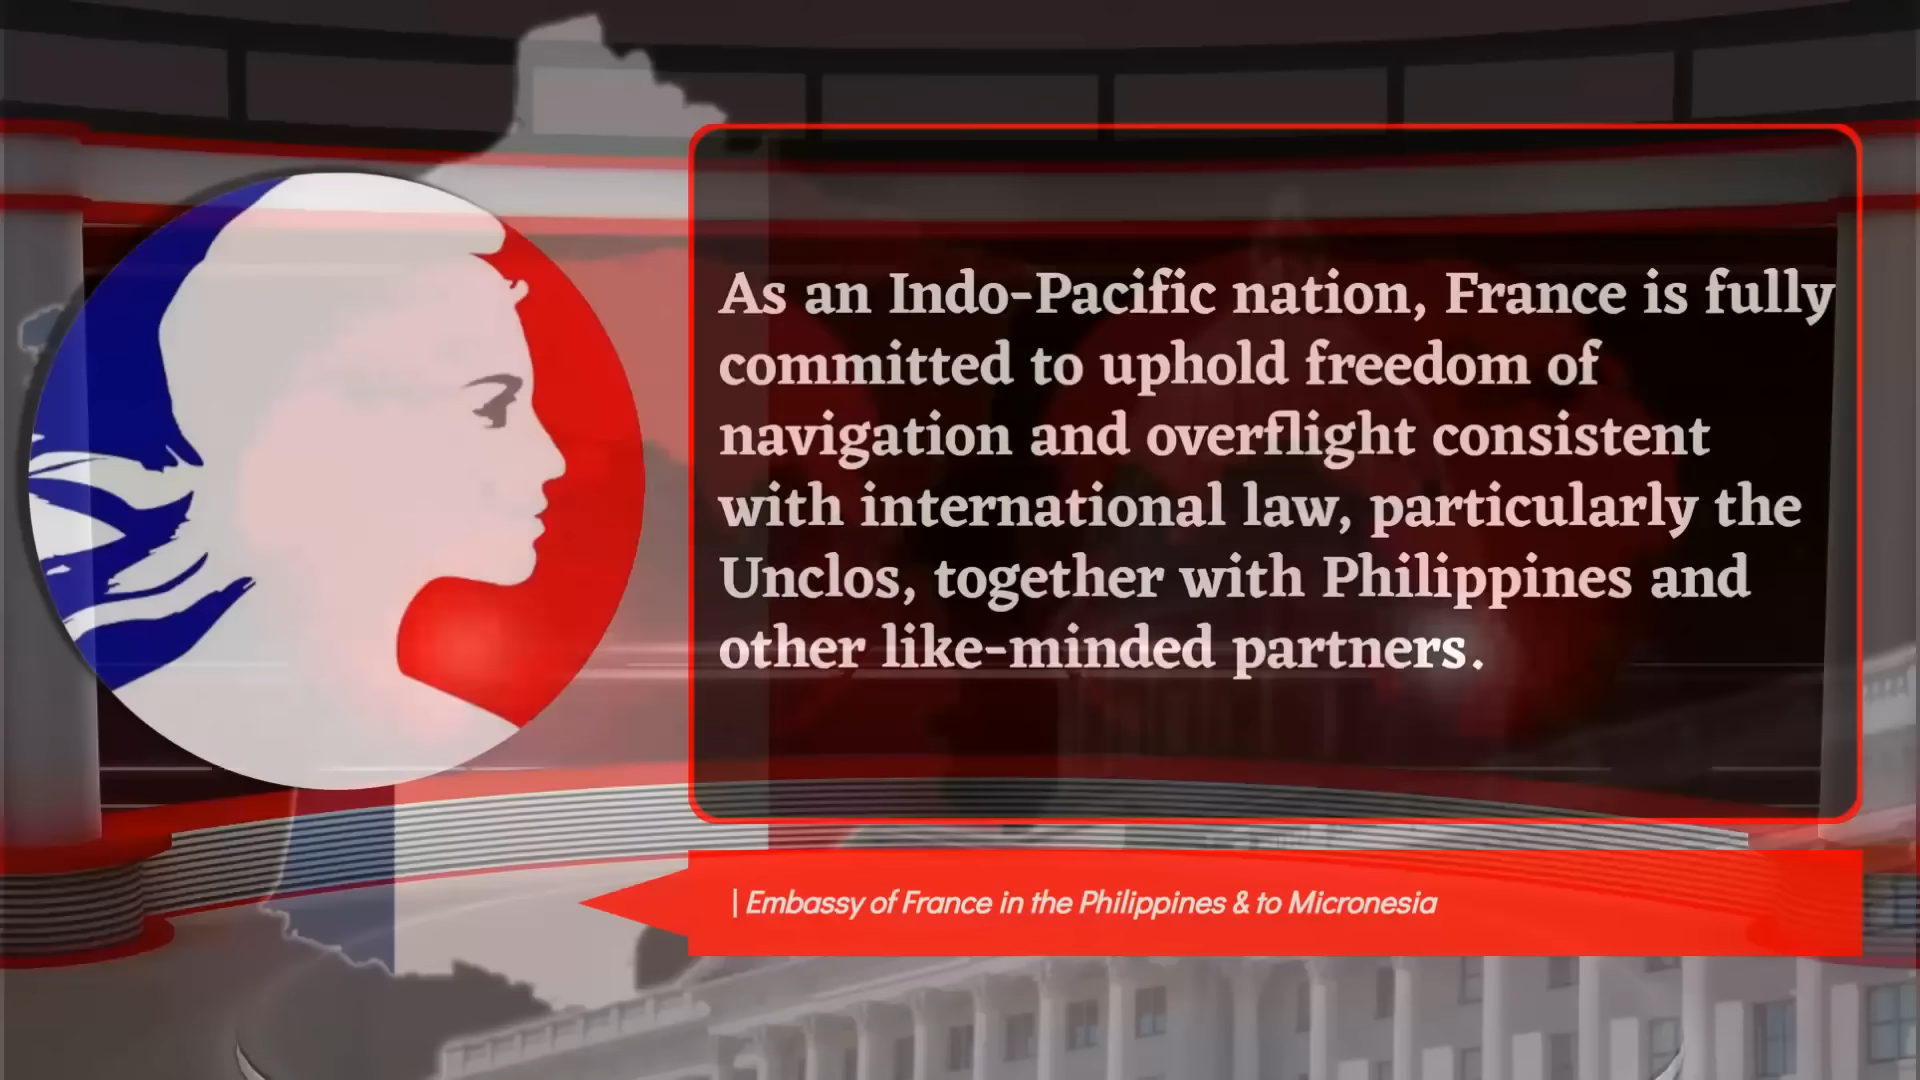 As an Indo-Pacific nation, France is fully
committed to uphold freedom of
navigation and overflight consistent
with international law, particularly the
Unclos, together with Philippines and
other like-minded partners.
| Embassy of France in the Philippines & to Micronesia